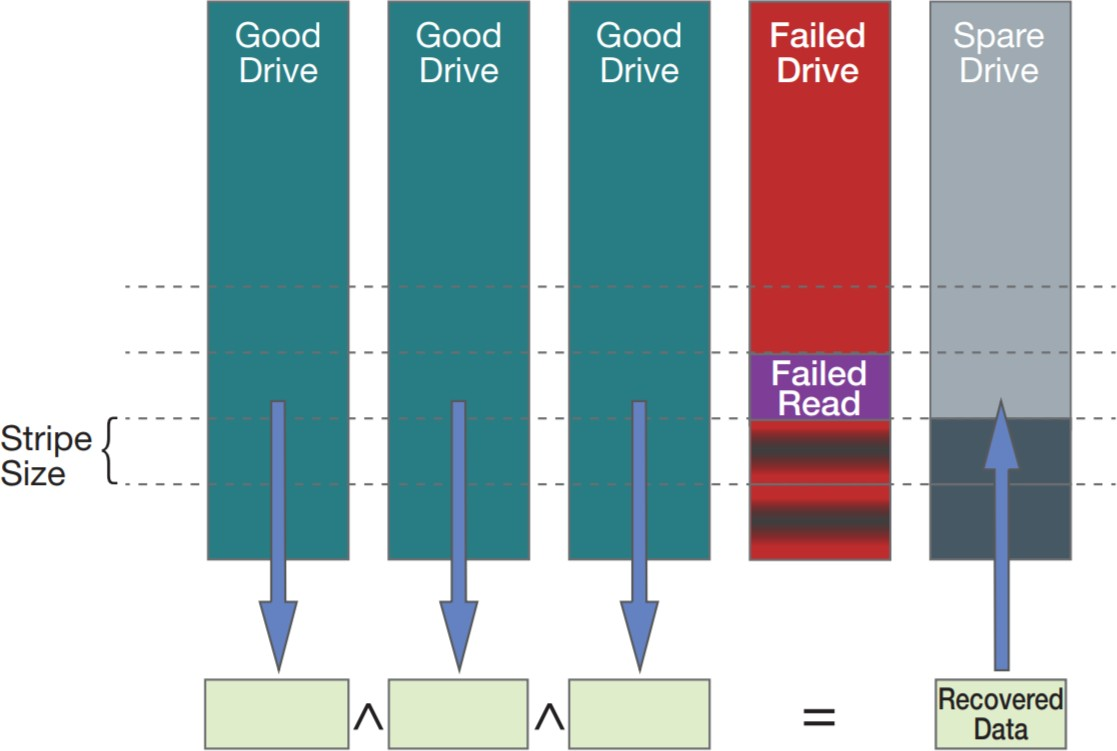 Good
Drive
Good
Drive
Good
Drive
Failed
Drive
Spare
Drive
Failed
Read
Stripe
Size
^ ^ =
Recovered
Data